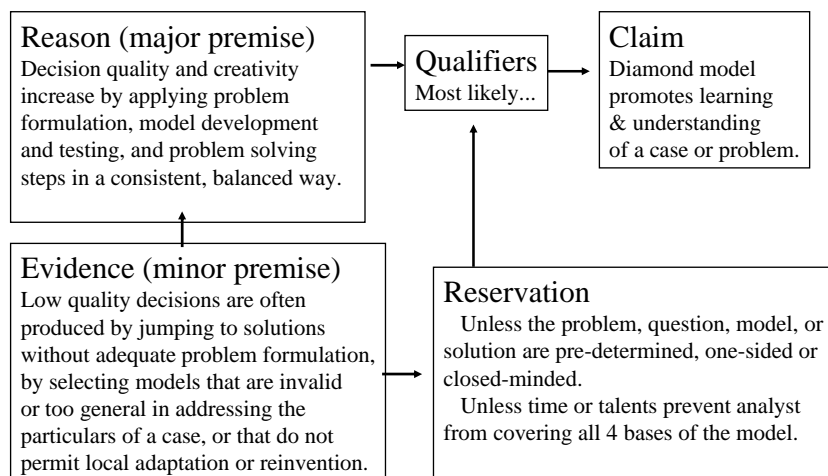 Reason (major premise)
Decision quality and creativity
increase by applying problem
formulation, model development
and testing, and problem solving
steps in a consistent, balanced way.
Qualifiers
Most likely...
Claim
Diamond model
promotes learning
& understanding
of a case or problem.
Evidence (minor premise)
Low quality decisions are often
produced by jumping to solutions
without adequate problem formulation,
by selecting models that are invalid
or too general in addressing the
particulars of a case, or that do not
permit local adaptation or reinvention.
Reservation
Unless the problem, question, model, or
solution are pre-determined, one-sided or
closed-minded.
Unless time or talents prevent analyst
from covering all 4 bases of the model.